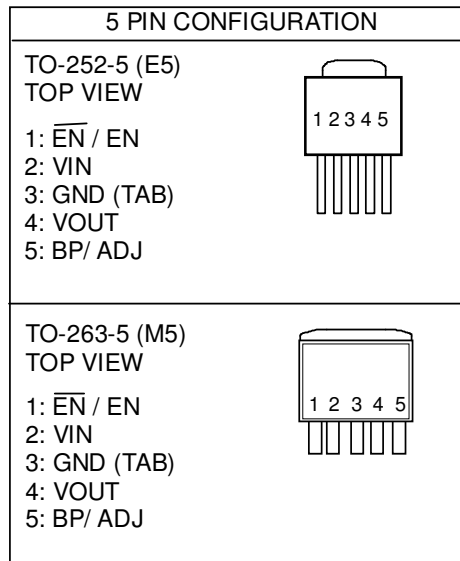 5 PIN CONFIGURATION
TO-252-5 (E5)
TOP VIEW
1: E̅N̅ / EN
2: VIN
3: GND (TAB)
4: VOUT
5: BP/ ADJ
1 2 3 4 5
TO-263-5 (M5)
TOP VIEW
1: E̅N̅ / EN
2: VIN
3: GND (TAB)
4: VOUT
5: BP/ ADJ
1 2 3 4 5